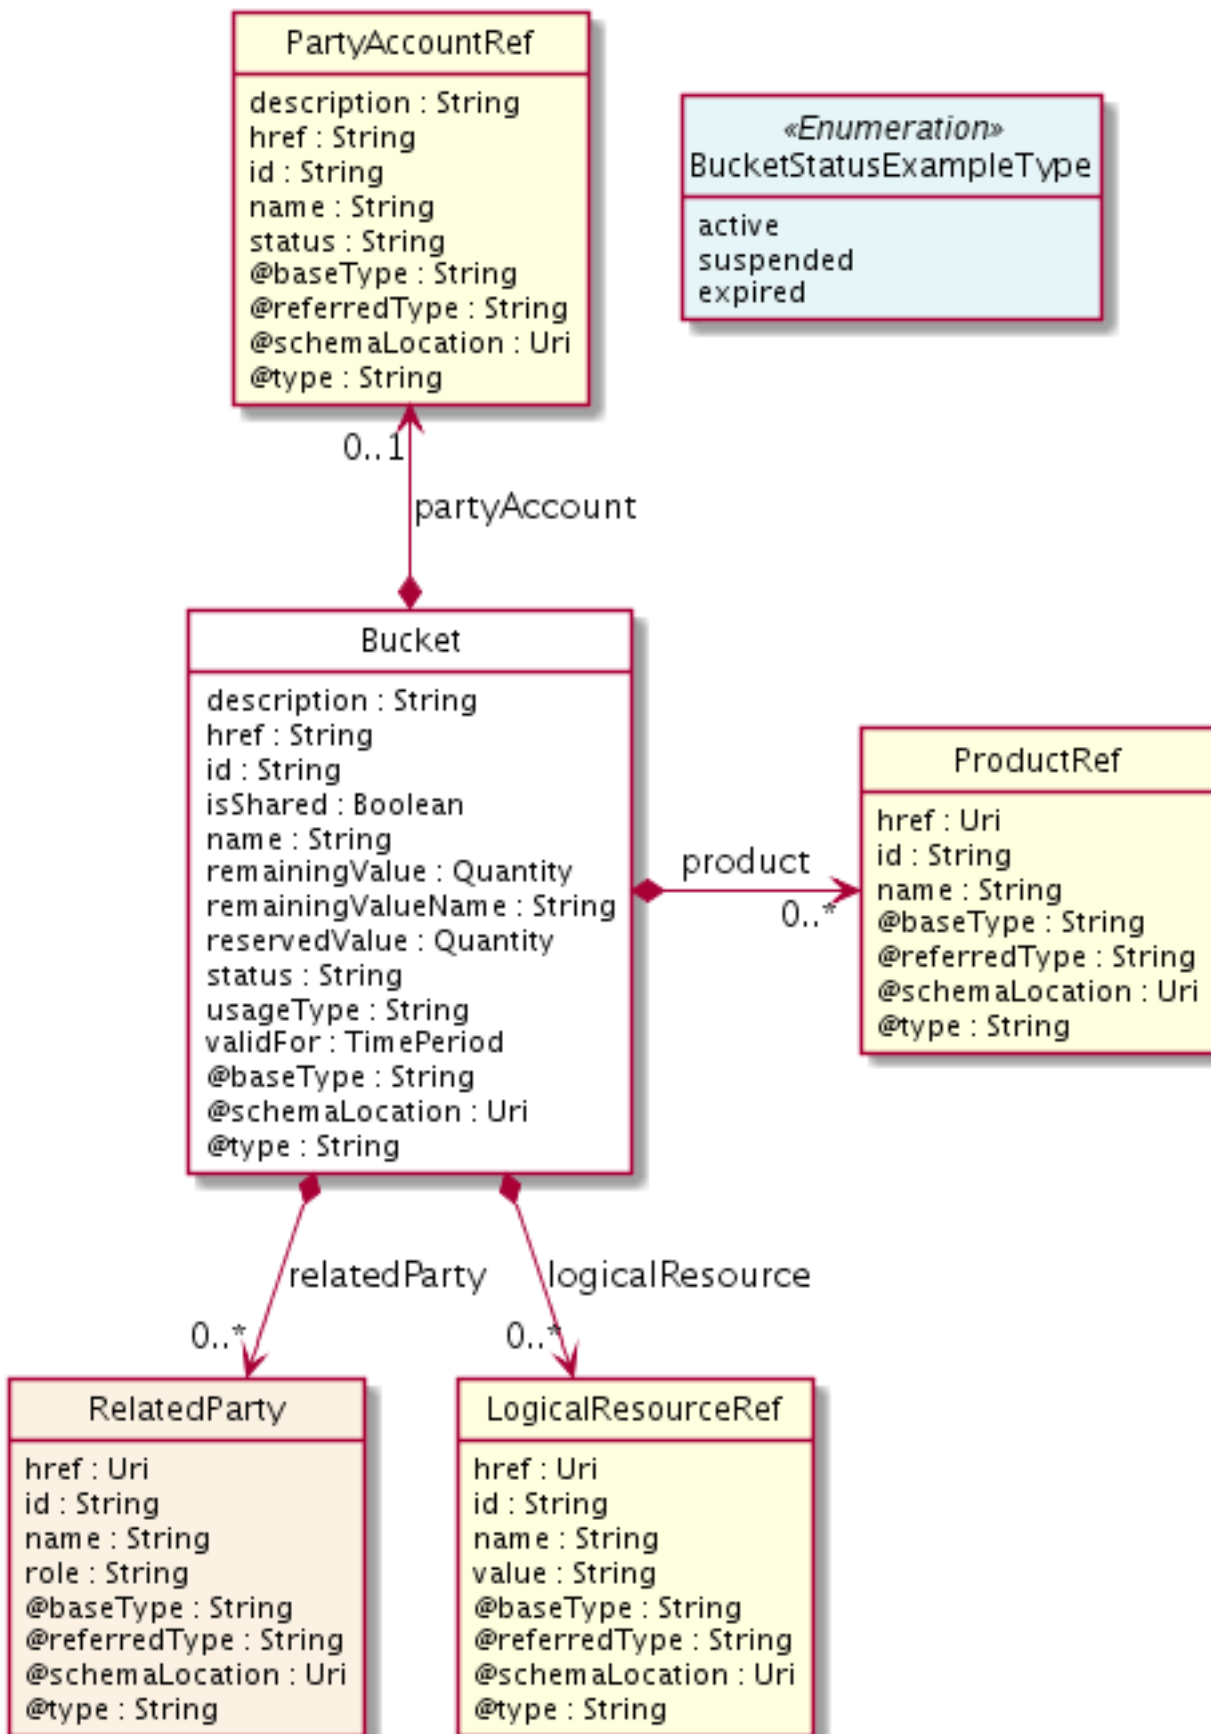 PartyAccountRef
description : String
href : String
id : String
name : String
status : String
@baseType : String
@referredType : String
@schemaLocation : Uri
@type : String
«Enumeration»
BucketStatusExampleType
active
suspended
expired
0..1
partyAccount
Bucket
description : String
href : String
id : String
isShared : Boolean
name : String
remainingValue : Quantity
remainingValueName : String
reservedValue : Quantity
status : String
usageType : String
validFor : TimePeriod
@baseType : String
@schemaLocation : Uri
@type : String
product
0..*
ProductRef
href : Uri
id : String
name : String
@baseType : String
@referredType : String
@schemaLocation : Uri
@type : String
relatedParty
0..*
logicalResource
0..*
RelatedParty
href : Uri
id : String
name : String
role : String
@baseType : String
@referredType : String
@schemaLocation : Uri
@type : String
LogicalResourceRef
href : Uri
id : String
name : String
value : String
@baseType : String
@referredType : String
@schemaLocation : Uri
@type : String